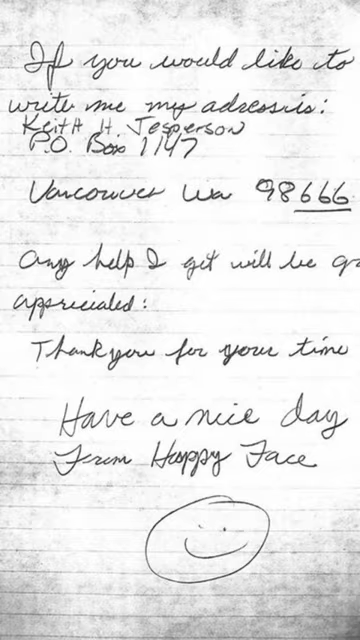 If you would like to
write me my adress is:
Keith H. Jesperson
P.O. Box 1147
Vancouver Wa 98666
Any help I get will be
apprecialed:
Thank you for your time
Have a nice day
From Happy Face